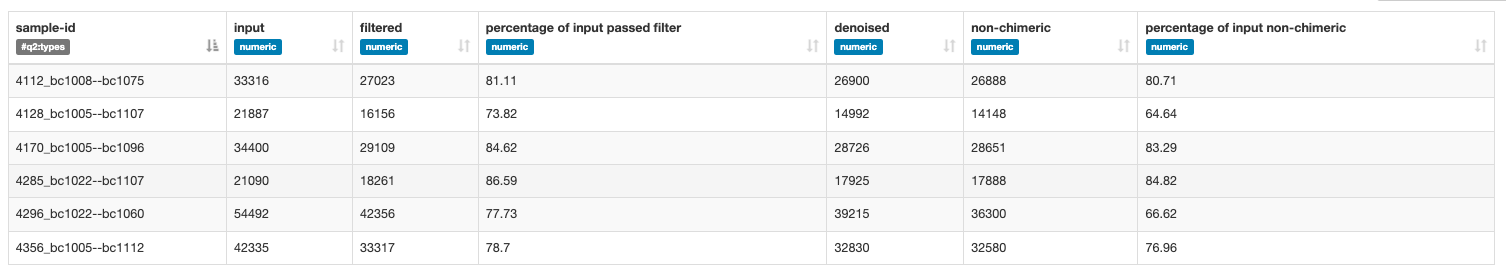 sample-id input filtered percentage of input passed filter denoised non-chimeric percentage of input non-chimeric
#q2:types numeric numeric numeric numeric numeric numeric
4112_bc1008--bc1075 33316 27023 81.11 26900 26888 80.71
4128_bc1005--bc1107 21887 16156 73.82 14992 14148 64.64
4170_bc1005--bc1096 34400 29109 84.62 28726 28651 83.29
4285_bc1022--bc1107 21090 18261 86.59 17925 17888 84.82
4296_bc1022--bc1060 54492 42356 77.73 39215 36300 66.62
4356_bc1005--bc1112 42335 33317 78.7 32830 32580 76.96